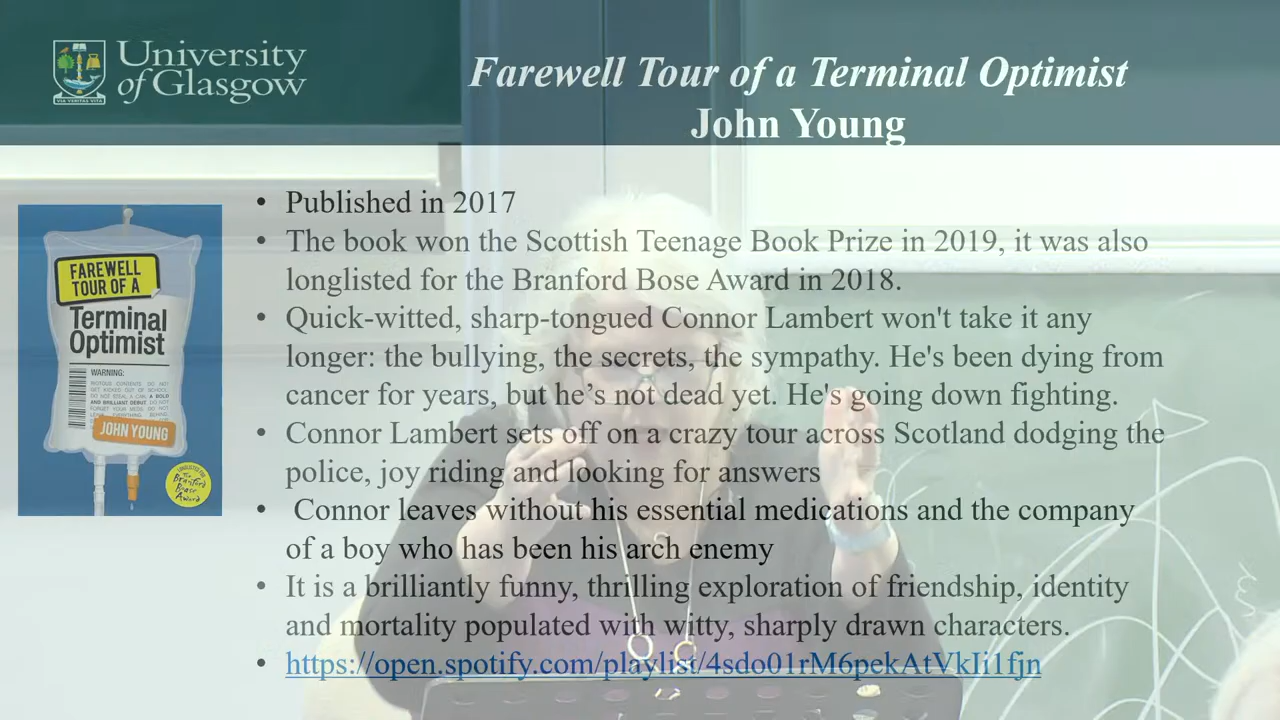 University
of Glasgow
VIA VERITAS VITA
Farewell Tour of a Terminal Optimist
John Young
FAREWELL
TOUR OF A
Terminal
Optimist
WARNING:
JOHN YOUNG
The
Branford
Boase
Award
• Published in 2017
• The book won the Scottish Teenage Book Prize in 2019, it was also
longlisted for the Branford Bose Award in 2018.
• Quick-witted, sharp-tongued Connor Lambert won't take it any
longer: the bullying, the secrets, the sympathy. He's been dying from
cancer for years, but he’s not dead yet. He's going down fighting.
• Connor Lambert sets off on a crazy tour across Scotland dodging the
police, joy riding and looking for answers
• Connor leaves without his essential medications and the company
of a boy who has been his arch enemy
• It is a brilliantly funny, thrilling exploration of friendship, identity
and mortality populated with witty, sharply drawn characters.
• https://open.spotify.com/playlist/4sdo01rM6pekAtVkIi1fjn